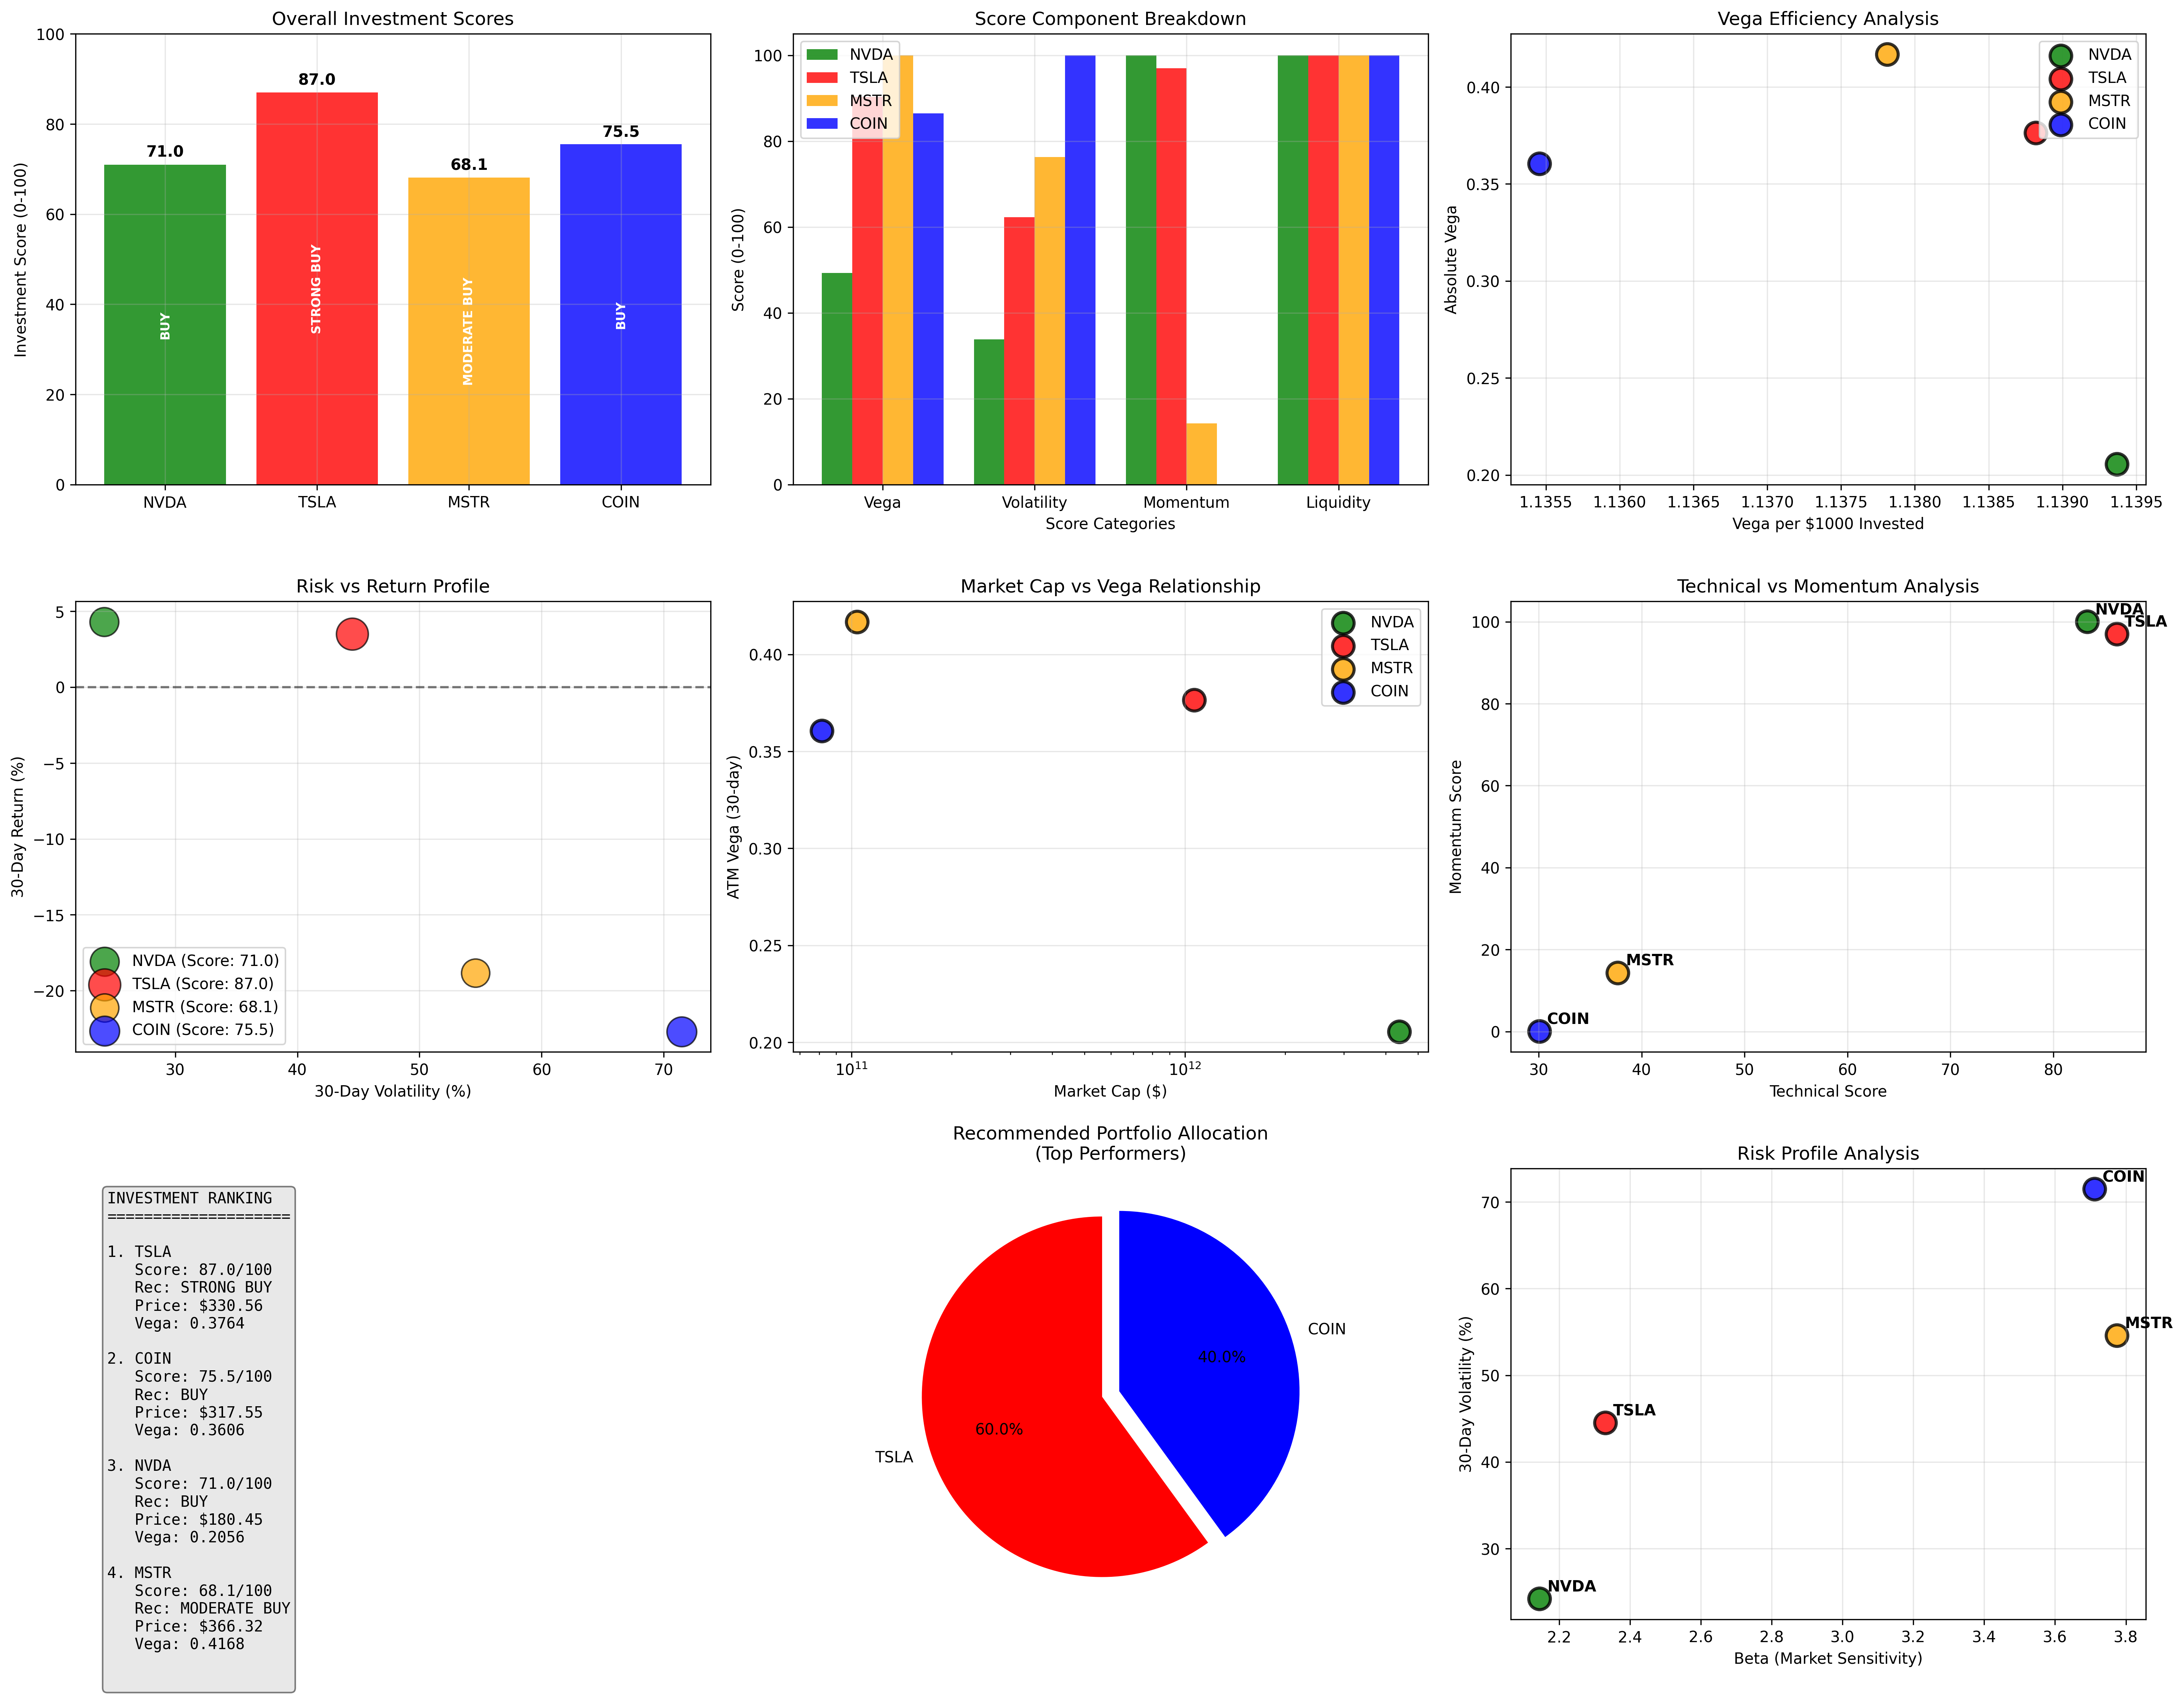 Overall Investment Scores
Investment Score (0-100)
100
80
60
40
20
0
71.0
87.0
68.1
75.5
BUY
STRONG BUY
MODERATE BUY
BUY
NVDA
TSLA
MSTR
COIN
Score Component Breakdown
Score (0-100)
100
80
60
40
20
0
NVDA
TSLA
MSTR
COIN
Vega
Volatility
Momentum
Liquidity
Score Categories
Vega Efficiency Analysis
Absolute Vega
0.40
0.35
0.30
0.25
0.20
NVDA
TSLA
MSTR
COIN
1.1355
1.1360
1.1365
1.1370
1.1375
1.1380
1.1385
1.1390
1.1395
Vega per $1000 Invested
Risk vs Return Profile
30-Day Return (%)
5
0
−5
−10
−15
−20
NVDA (Score: 71.0)
TSLA (Score: 87.0)
MSTR (Score: 68.1)
COIN (Score: 75.5)
30
40
50
60
70
30-Day Volatility (%)
Market Cap vs Vega Relationship
ATM Vega (30-day)
0.40
0.35
0.30
0.25
0.20
NVDA
TSLA
MSTR
COIN
10¹¹
10¹²
Market Cap ($)
Technical vs Momentum Analysis
Momentum Score
100
80
60
40
20
0
NVDA
TSLA
MSTR
COIN
30
40
50
60
70
80
Technical Score
INVESTMENT RANKING
====================
1. TSLA
Score: 87.0/100
Rec: STRONG BUY
Price: $330.56
Vega: 0.3764
2. COIN
Score: 75.5/100
Rec: BUY
Price: $317.55
Vega: 0.3606
3. NVDA
Score: 71.0/100
Rec: BUY
Price: $180.45
Vega: 0.2056
4. MSTR
Score: 68.1/100
Rec: MODERATE BUY
Price: $366.32
Vega: 0.4168
Recommended Portfolio Allocation
(Top Performers)
COIN
40.0%
60.0%
TSLA
Risk Profile Analysis
30-Day Volatility (%)
70
60
50
40
30
COIN
MSTR
TSLA
NVDA
2.2
2.4
2.6
2.8
3.0
3.2
3.4
3.6
3.8
Beta (Market Sensitivity)